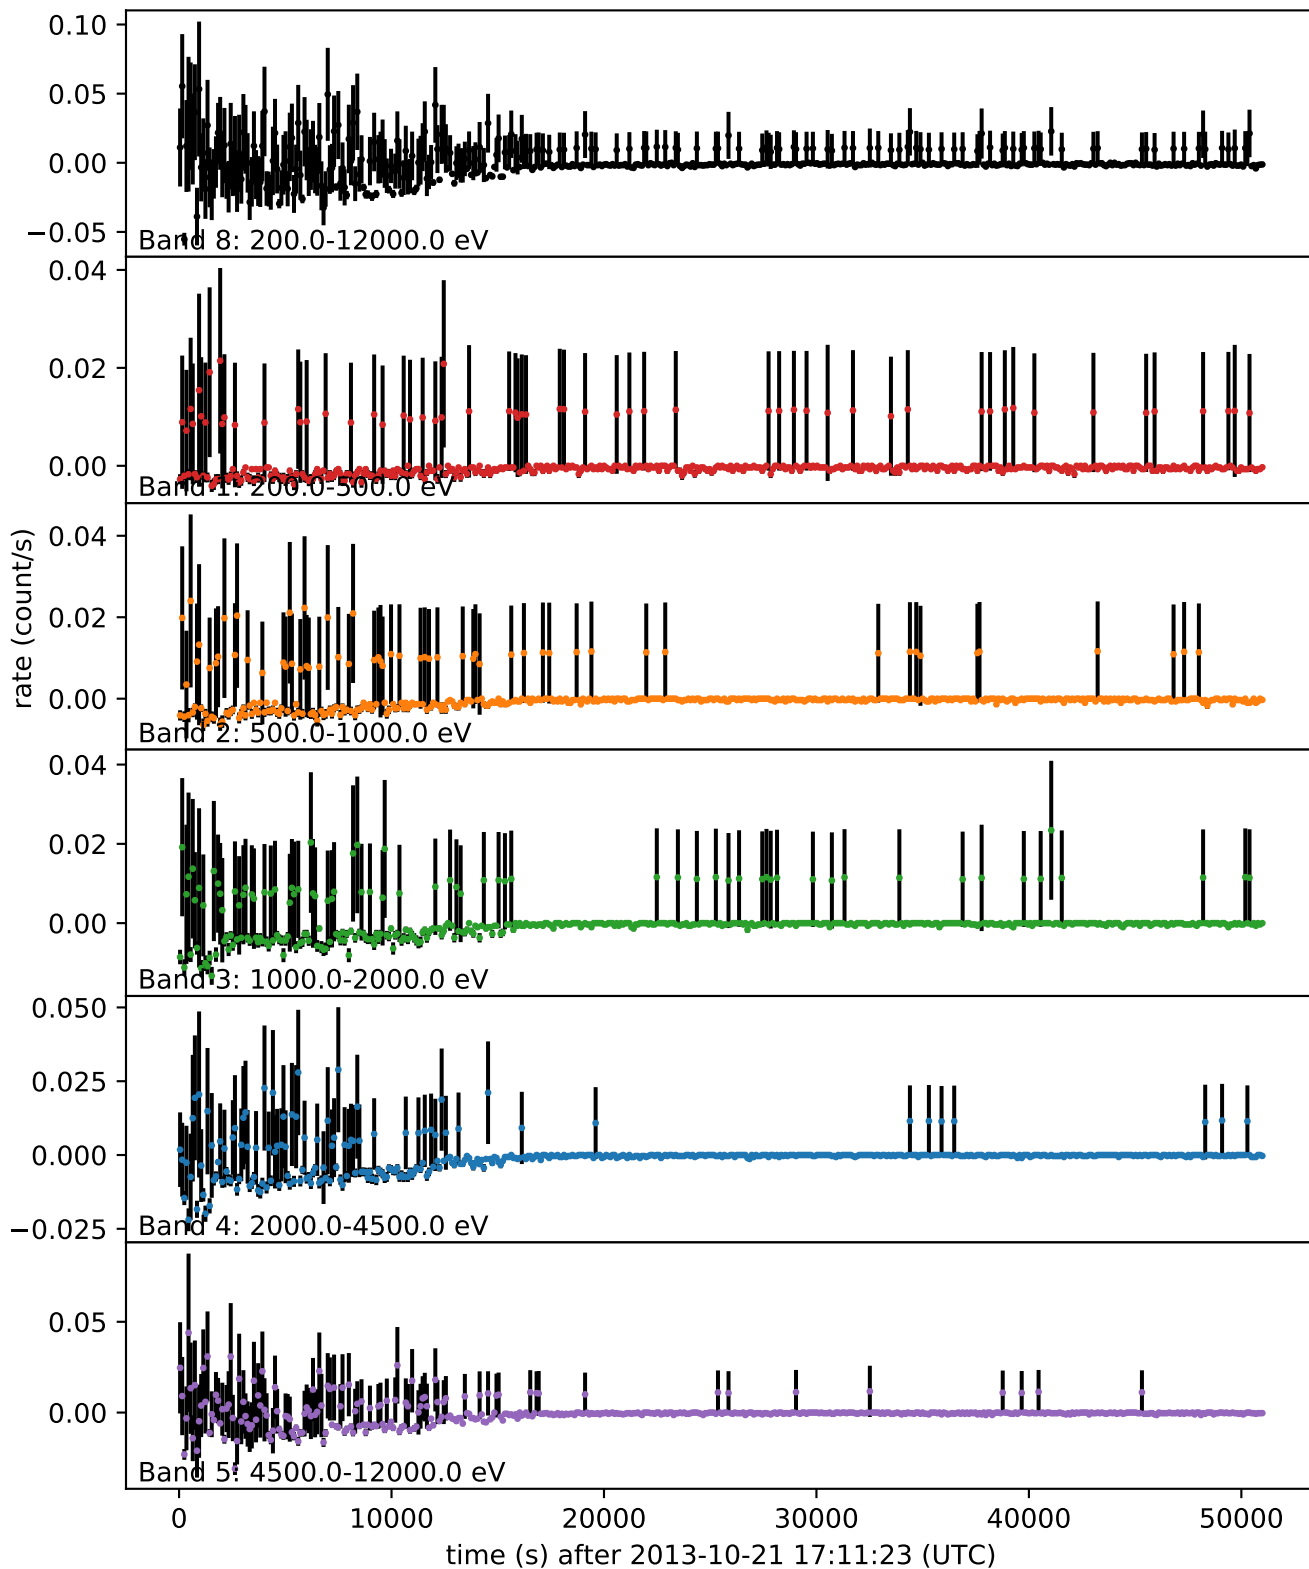 0.10
0.05
0.00
−0.05
Band 8: 200.0-12000.0 eV
0.04
0.02
0.00
Band 1: 200.0-500.0 eV
0.04
0.02
0.00
Band 2: 500.0-1000.0 eV
rate (count/s)
0.04
0.02
0.00
Band 3: 1000.0-2000.0 eV
0.050
0.025
0.000
−0.025
Band 4: 2000.0-4500.0 eV
0.05
0.00
Band 5: 4500.0-12000.0 eV
0 10000 20000 30000 40000 50000
time (s) after 2013-10-21 17:11:23 (UTC)